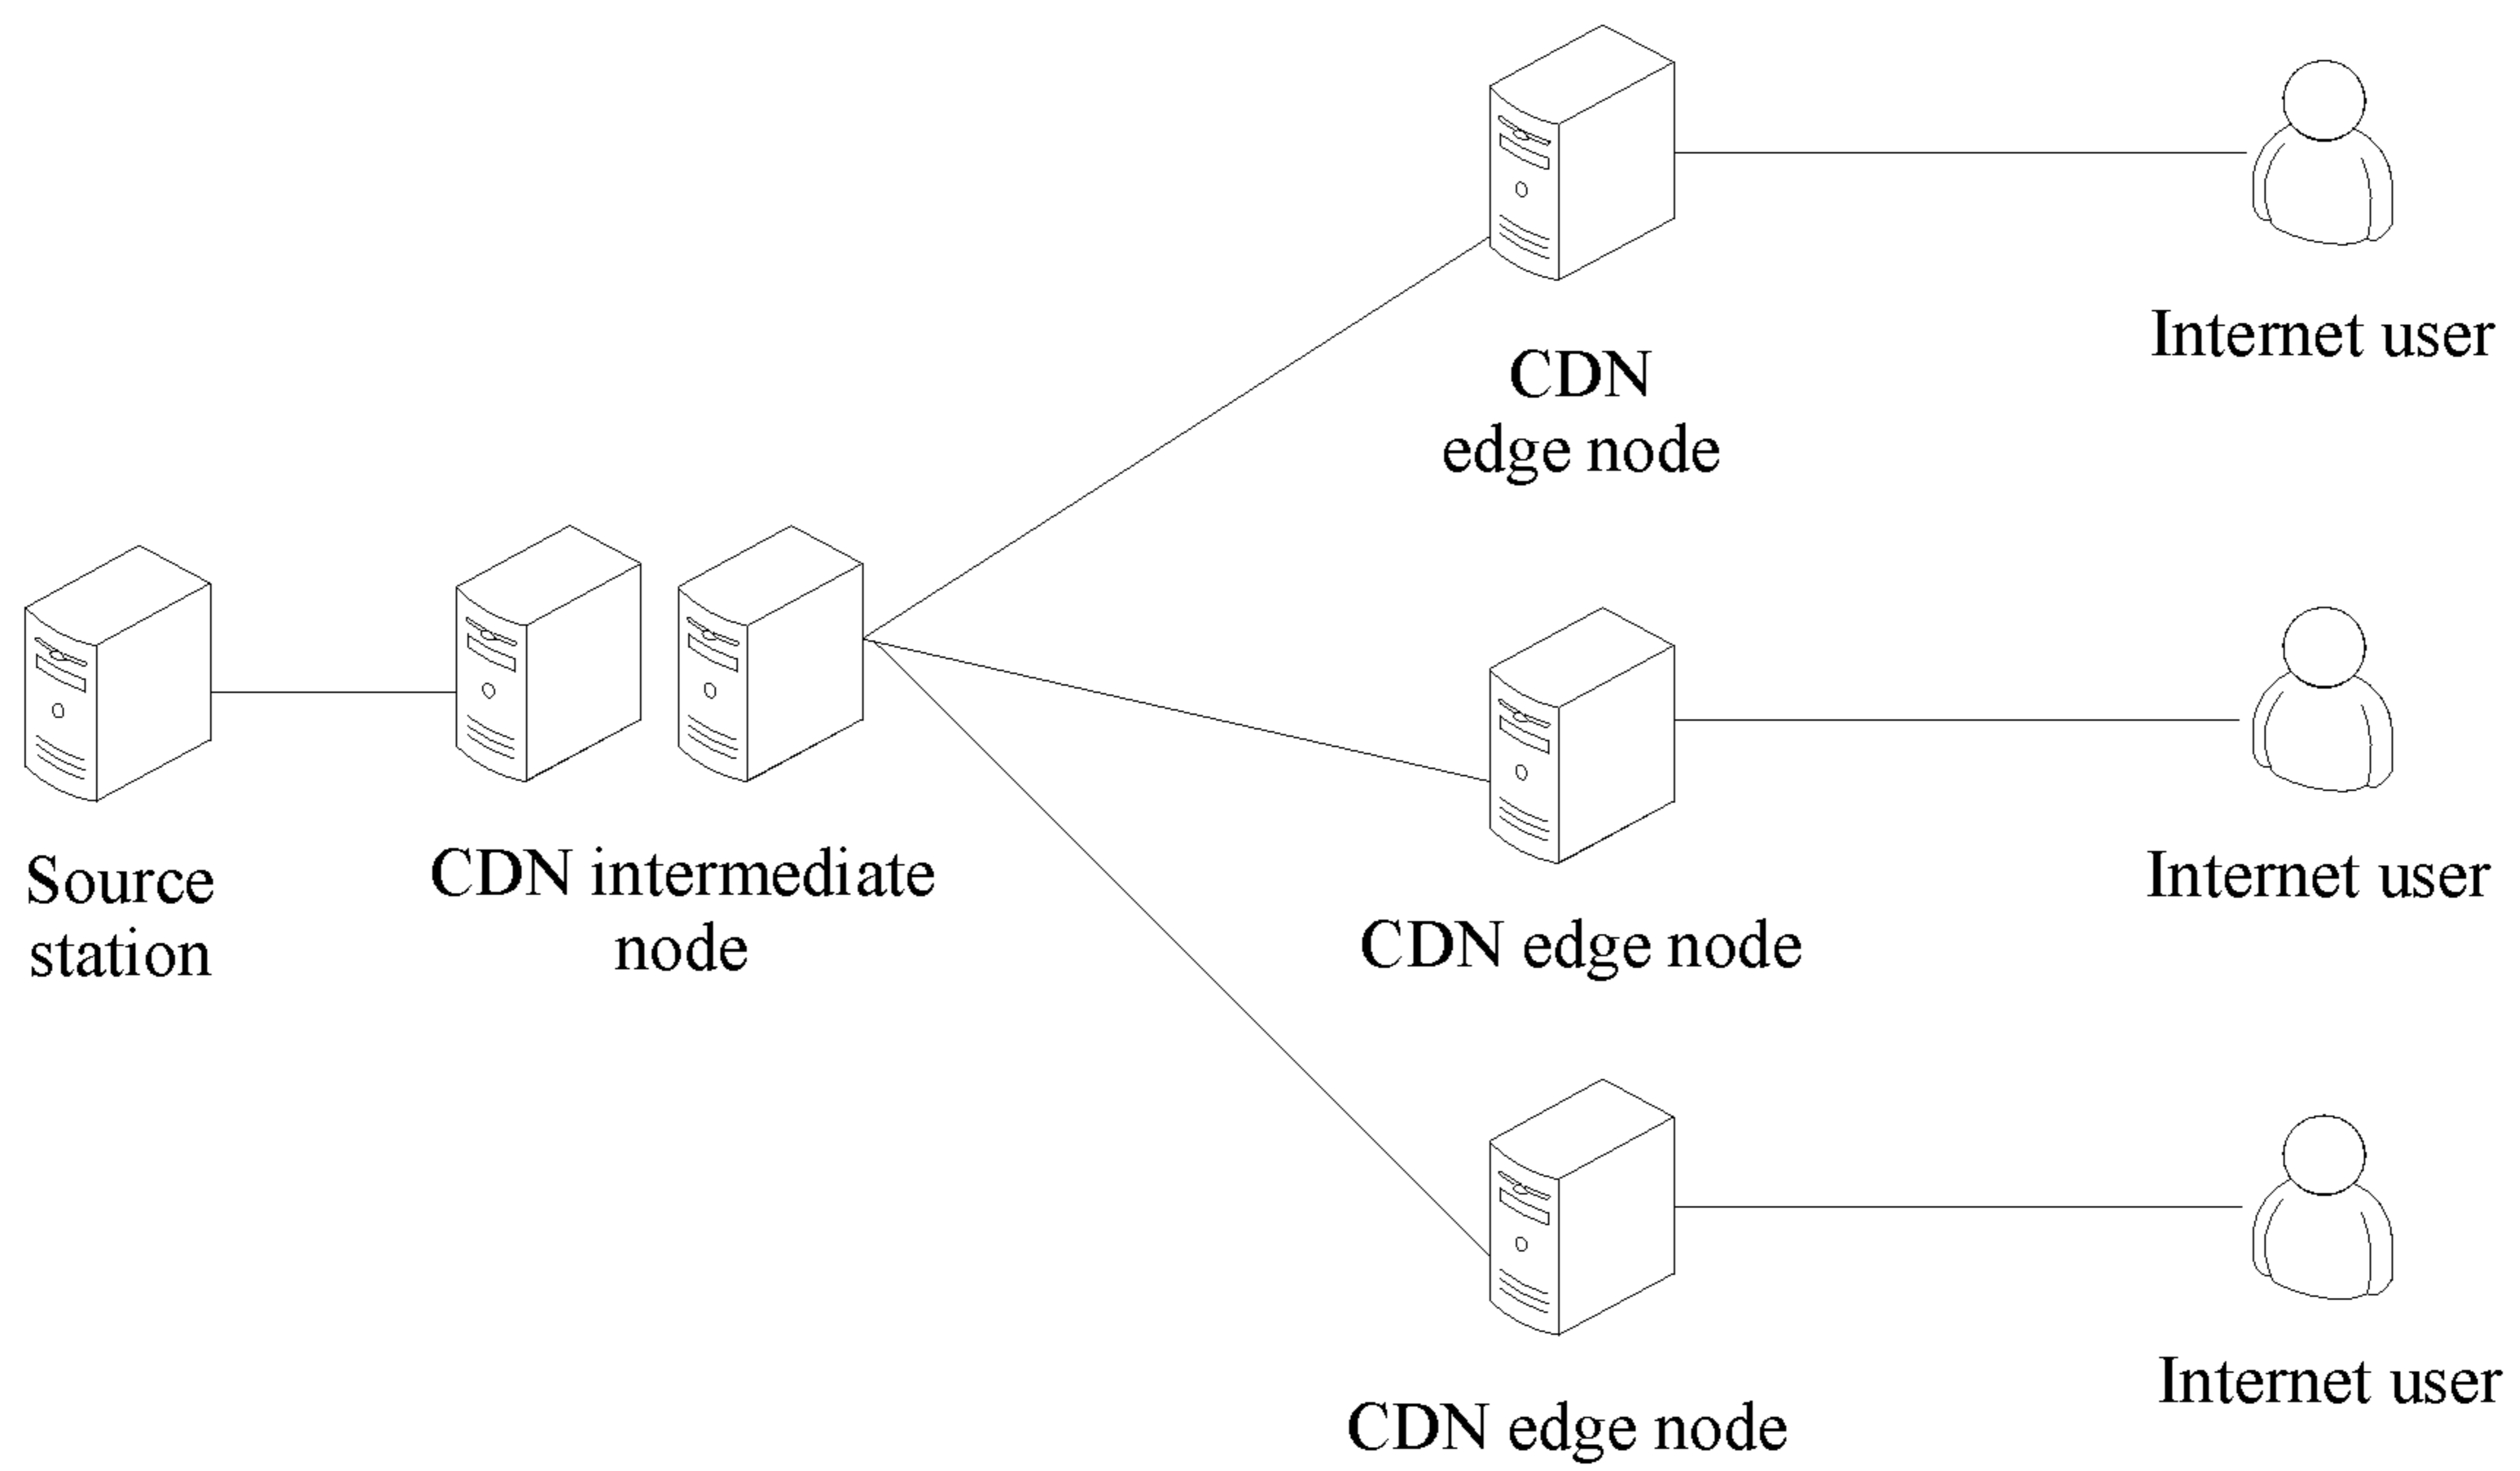 Internet user
CDN
edge node
Source
station
CDN intermediate
node
CDN edge node
Internet user
CDN edge node
Internet user